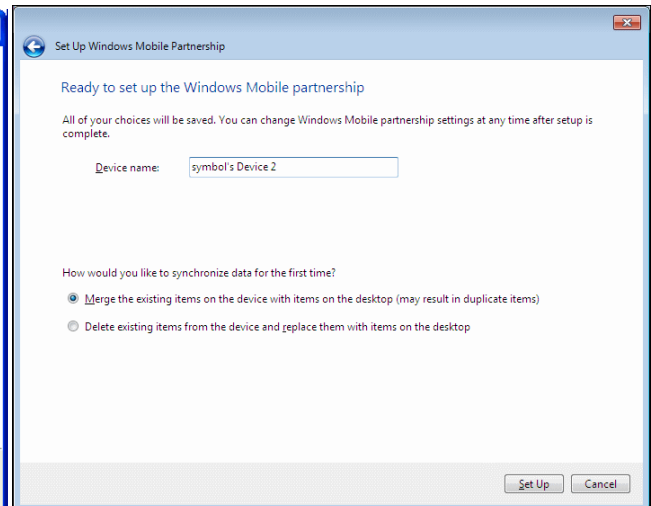 Set Up Windows Mobile Partnership
Ready to set up the Windows Mobile partnership
All of your choices will be saved. You can change Windows Mobile partnership settings at any time after setup is
complete.
Device name: symbol's Device 2
How would you like to synchronize data for the first time?
Merge the existing items on the device with items on the desktop (may result in duplicate items)
Delete existing items from the device and replace them with items on the desktop
Set Up Cancel